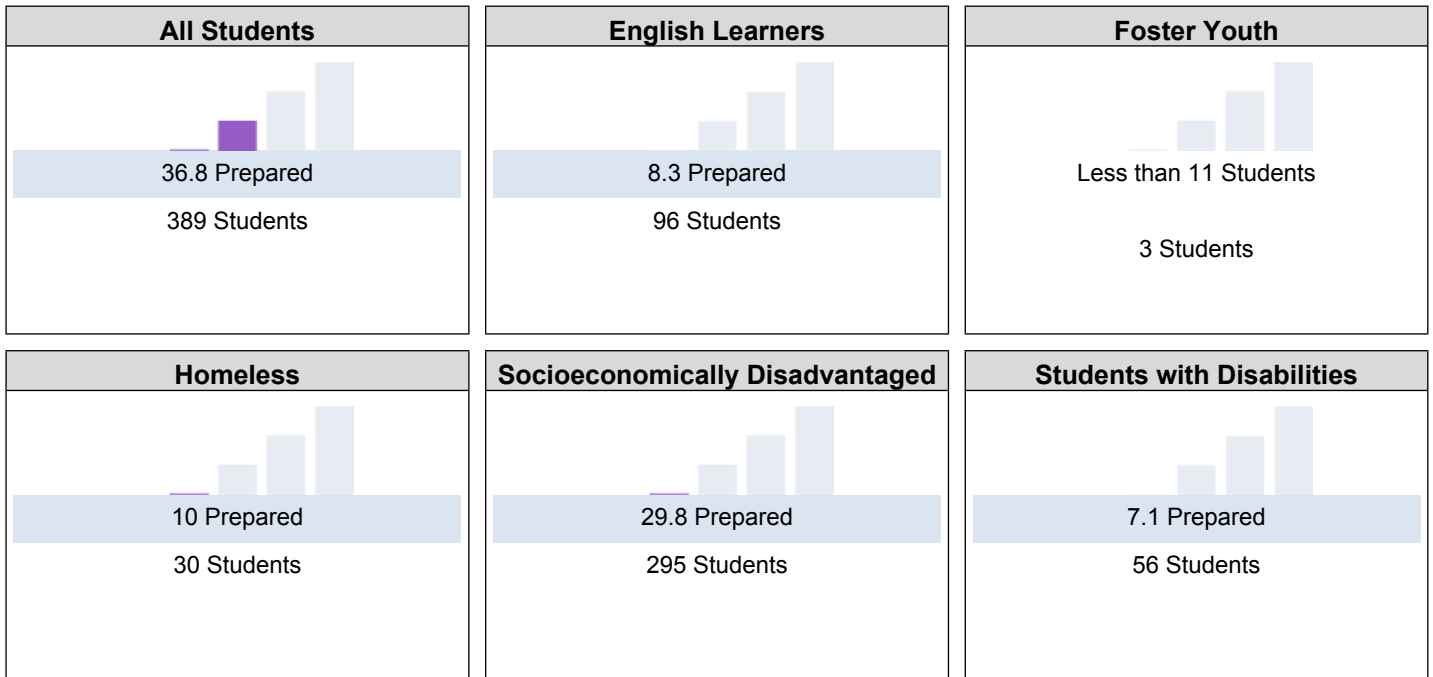 All Students
36.8 Prepared
389 Students
English Learners
8.3 Prepared
96 Students
Foster Youth
Less than 11 Students
3 Students
Homeless
10 Prepared
30 Students
Socioeconomically Disadvantaged
29.8 Prepared
295 Students
Students with Disabilities
7.1 Prepared
56 Students